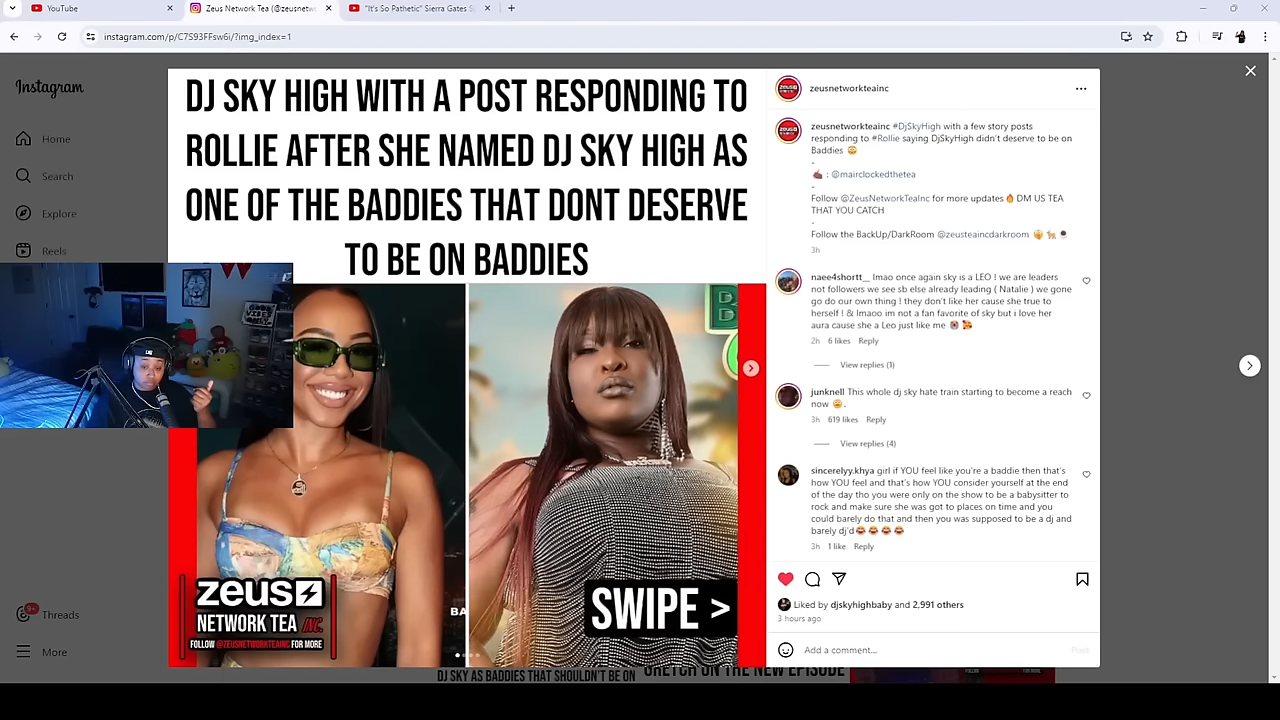 YouTube
Zeus Network Tea (@zeusnetw
"It's So Pathetic" Sierra Gates S
instagram.com/p/C7S93FFsw6i/?img_index=1
Instagram
Home
Search
Explore
Reels
9+
Threads
More
DJ SKY HIGH WITH A POST RESPONDING TO
ROLLIE AFTER SHE NAMED DJ SKY HIGH AS
ONE OF THE BADDIES THAT DONT DESERVE
TO BE ON BADDIES
ZEUS
NETWORK TEA INC.
FOLLOW @ZEUSNETWORKTEAINC FOR MORE
BA
SWIPE >
zeusnetworkteainc
zeusnetworkteainc #DjSkyHigh with a few story posts
responding to #Rollie saying DjSkyHigh didn't deserve to be on
Baddies
-
: @mairclockedthetea
-
Follow @ZeusNetworkTeaInc for more updates🔥 DM US TEA
THAT YOU CATCH
-
Follow the BackUp/DarkRoom @zeusteaincdarkroom
3h
naee4shortt__ lmao once again sky is a LEO ! we are leaders
not followers we see sb else already leading ( Natalie ) we gone
go do our own thing ! they don't like her cause she true to
herself ! & lmaoo im not a fan favorite of sky but i love her
aura cause she a Leo just like me
2h 6 likes Reply
View replies (1)
junknell This whole dj sky hate train starting to become a reach
now .
3h 619 likes Reply
View replies (4)
sincerelyy.khya girl if YOU feel like you're a baddie then that's
how YOU feel and that's how YOU consider yourself at the end
of the day tho you were only on the show to be a babysitter to
rock and make sure she was got to places on time and you
could barely do that and then you was supposed to be a dj and
barely dj'd😂😂😂😂
3h 1 like Reply
Liked by djskyhighbaby and 2,991 others
3 hours ago
Add a comment...
Post
DJ SKY AS BADDIES THAT SHOULDN'T BE ON
SKETCH ON THE NEW EPISODE